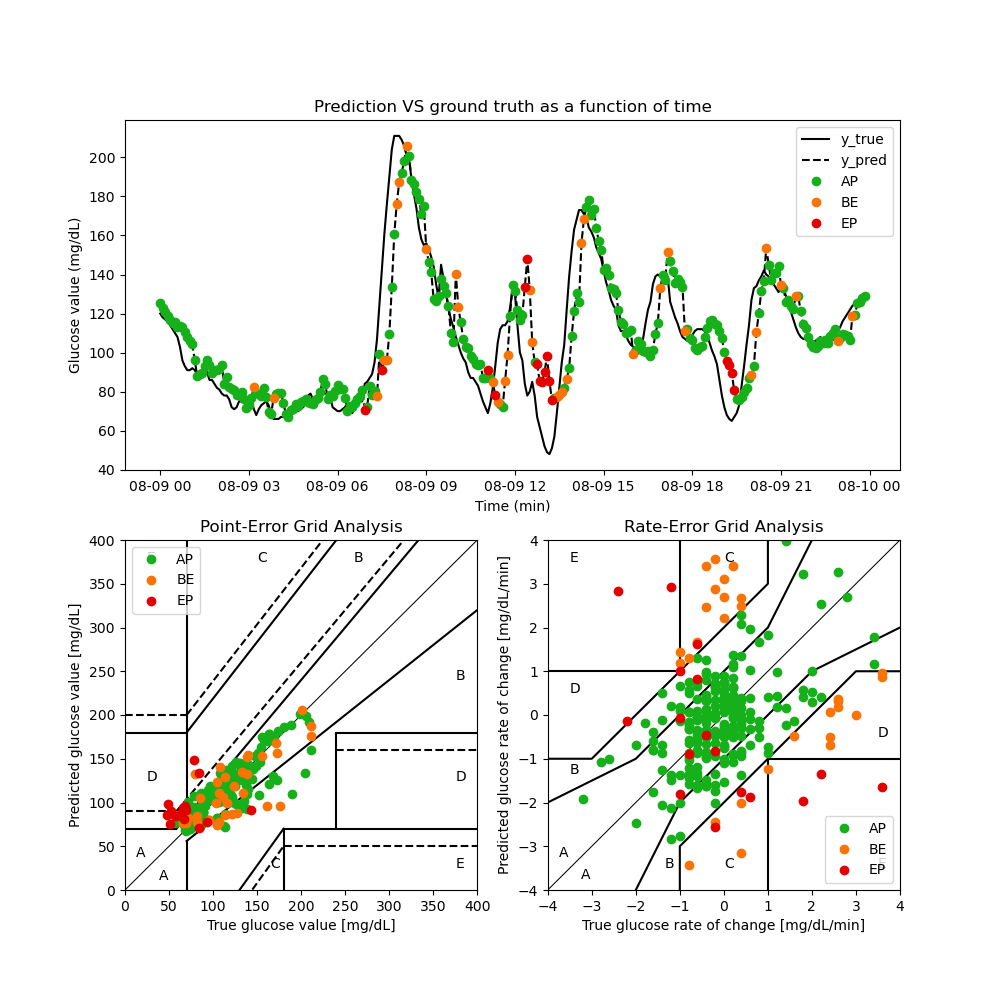 Prediction VS ground truth as a function of time
Glucose value (mg/dL)
200
180
160
140
120
100
80
60
40
y_true
y_pred
AP
BE
EP
08-09 00 08-09 03 08-09 06 08-09 09 08-09 12 08-09 15 08-09 18 08-09 21 08-10 00
Time (min)
Point-Error Grid Analysis
Predicted glucose value [mg/dL]
400
350
300
250
200
150
100
50
0
AP
BE
EP
C
B
B
D
D
A
A
C
E
0 50 100 150 200 250 300 350 400
True glucose value [mg/dL]
Rate-Error Grid Analysis
Predicted glucose rate of change [mg/dL/min]
4
3
2
1
0
−1
−2
−3
−4
E
C
D
D
B
A
A
B
C
AP
BE
EP
−4 −3 −2 −1 0 1 2 3 4
True glucose rate of change [mg/dL/min]